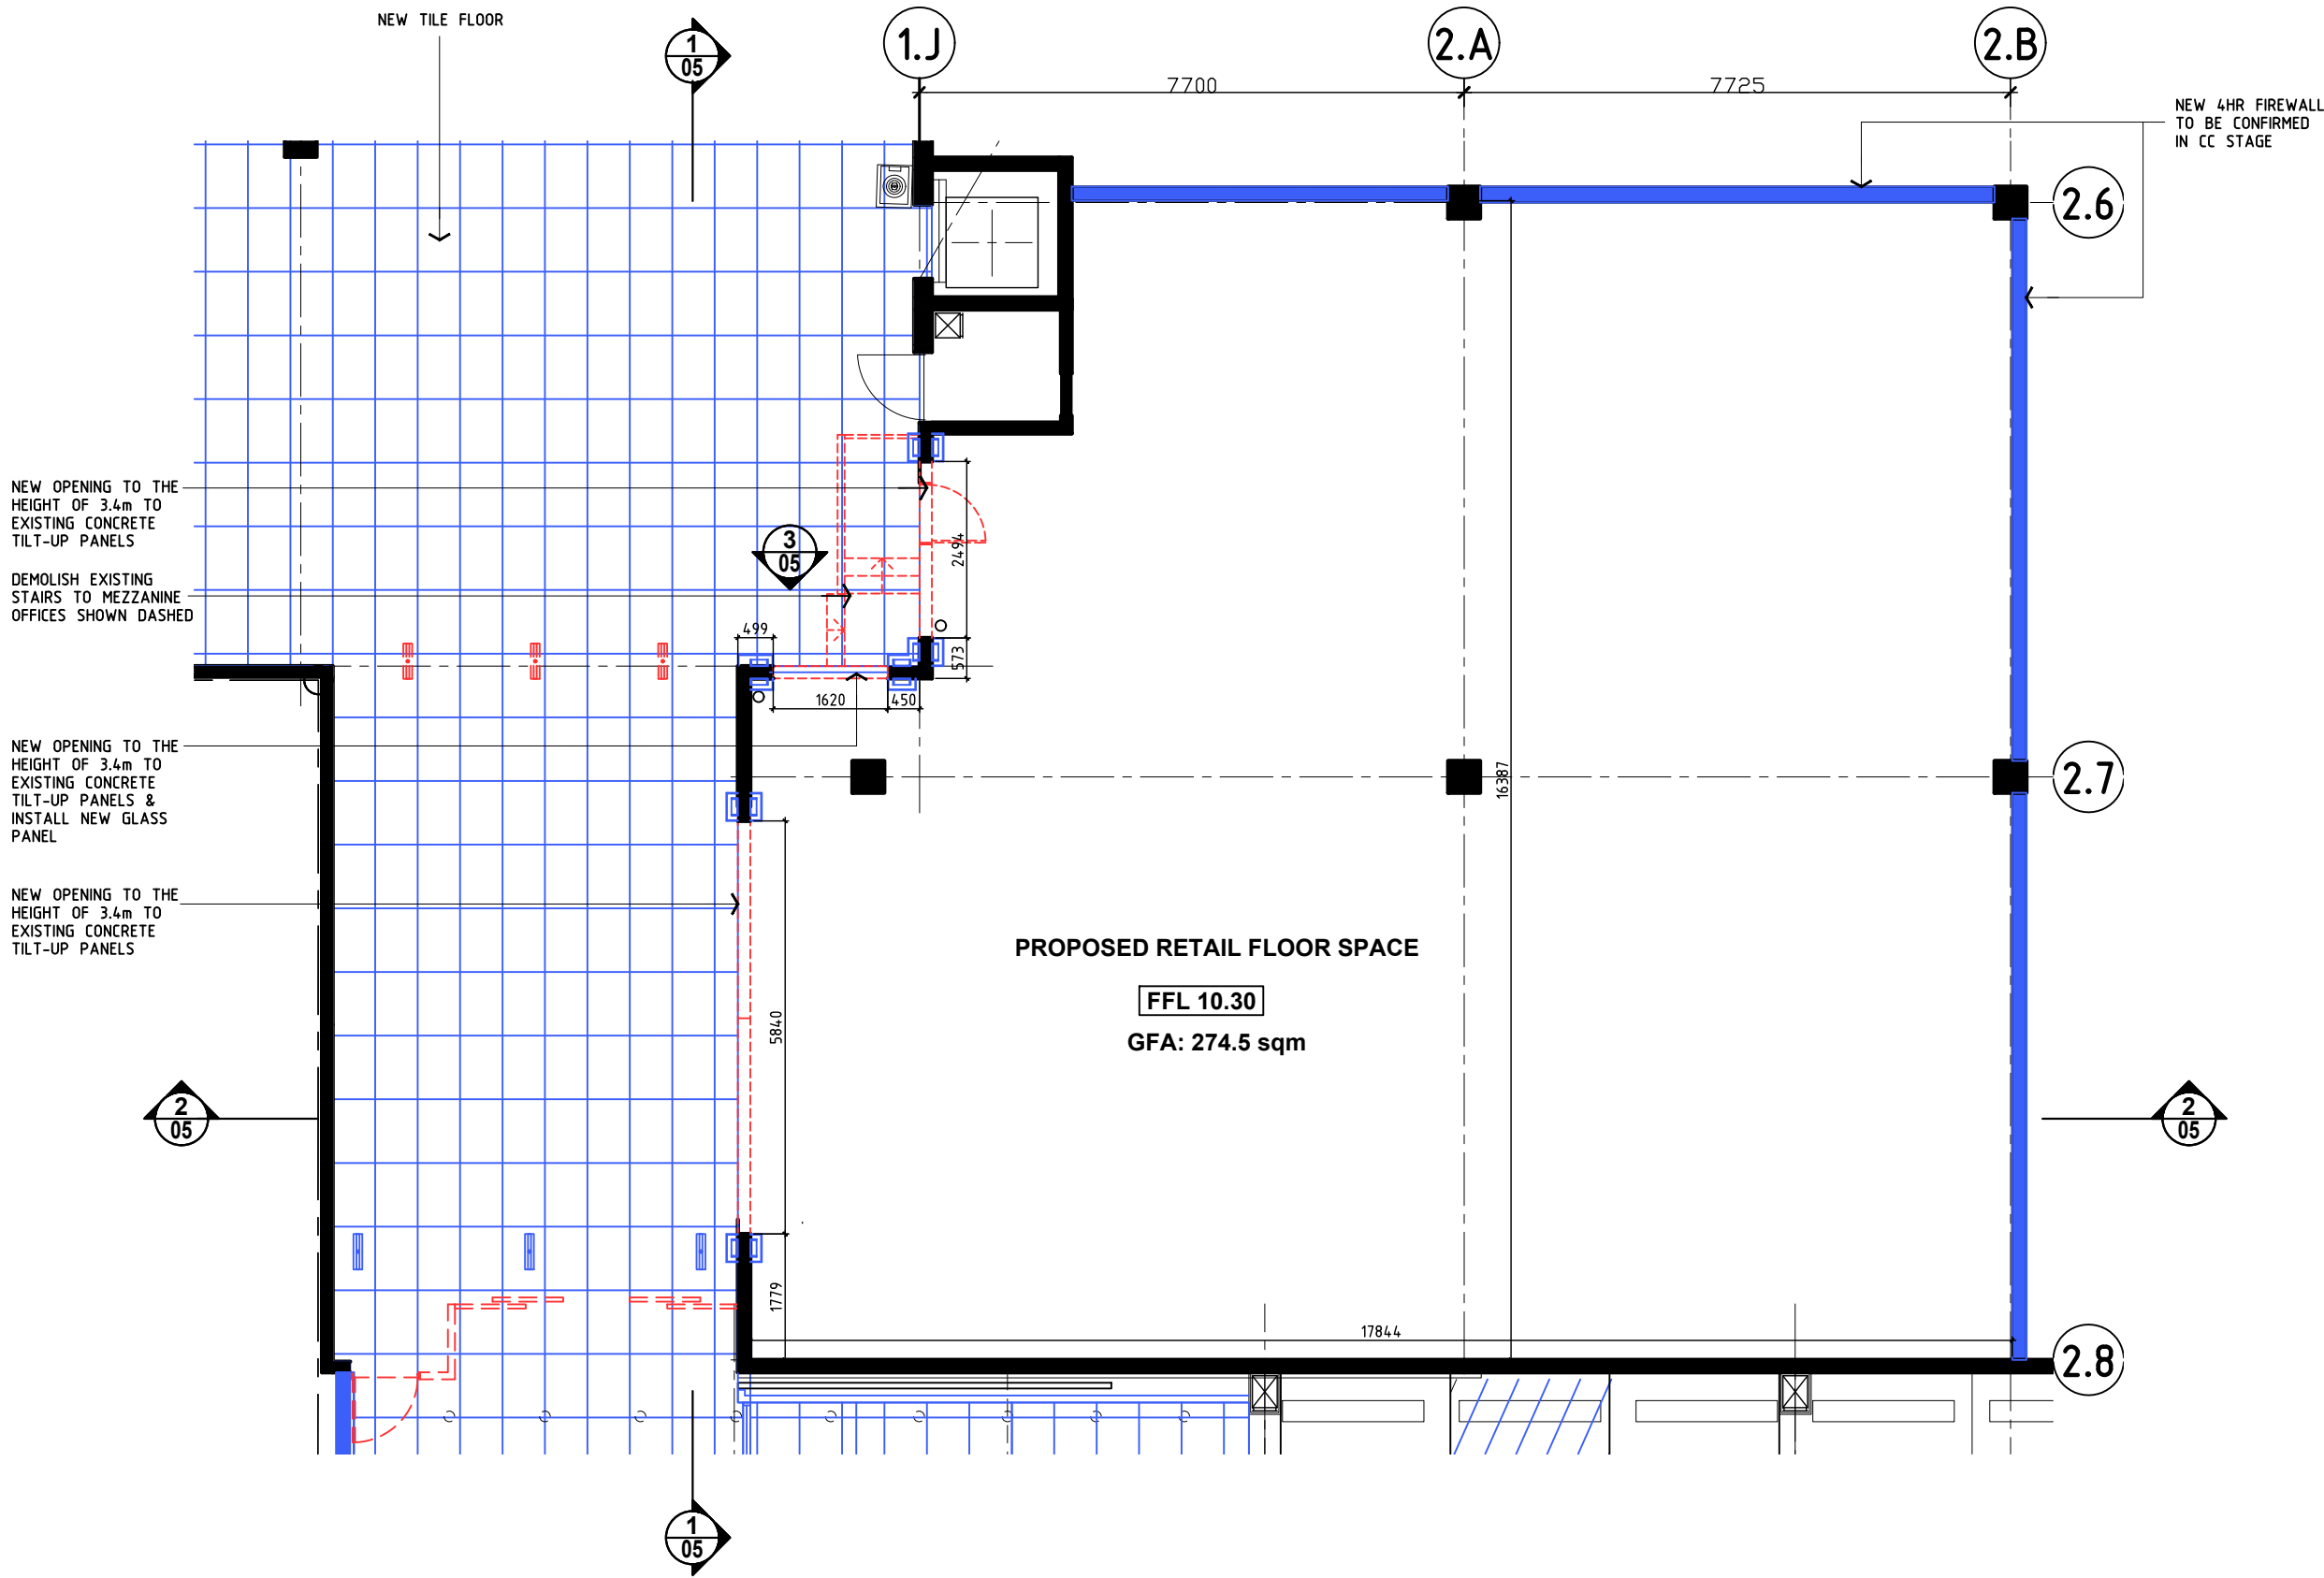 NEW TILE FLOOR
1
05
1.J
2.A
2.B
7700
7725
NEW 4HR FIREWALL
TO BE CONFIRMED
IN CC STAGE
2.6
NEW OPENING TO THE
HEIGHT OF 3.4m TO
EXISTING CONCRETE
TILT-UP PANELS
3
05
2494
DEMOLISH EXISTING
STAIRS TO MEZZANINE
OFFICES SHOWN DASHED
499
573
1620
450
NEW OPENING TO THE
HEIGHT OF 3.4m TO
EXISTING CONCRETE
TILT-UP PANELS &
INSTALL NEW GLASS
PANEL
16387
2.7
NEW OPENING TO THE
HEIGHT OF 3.4m TO
EXISTING CONCRETE
TILT-UP PANELS
PROPOSED RETAIL FLOOR SPACE
FFL 10.30
GFA: 274.5 sqm
5840
2
05
2
05
1779
17844
2.8
1
05